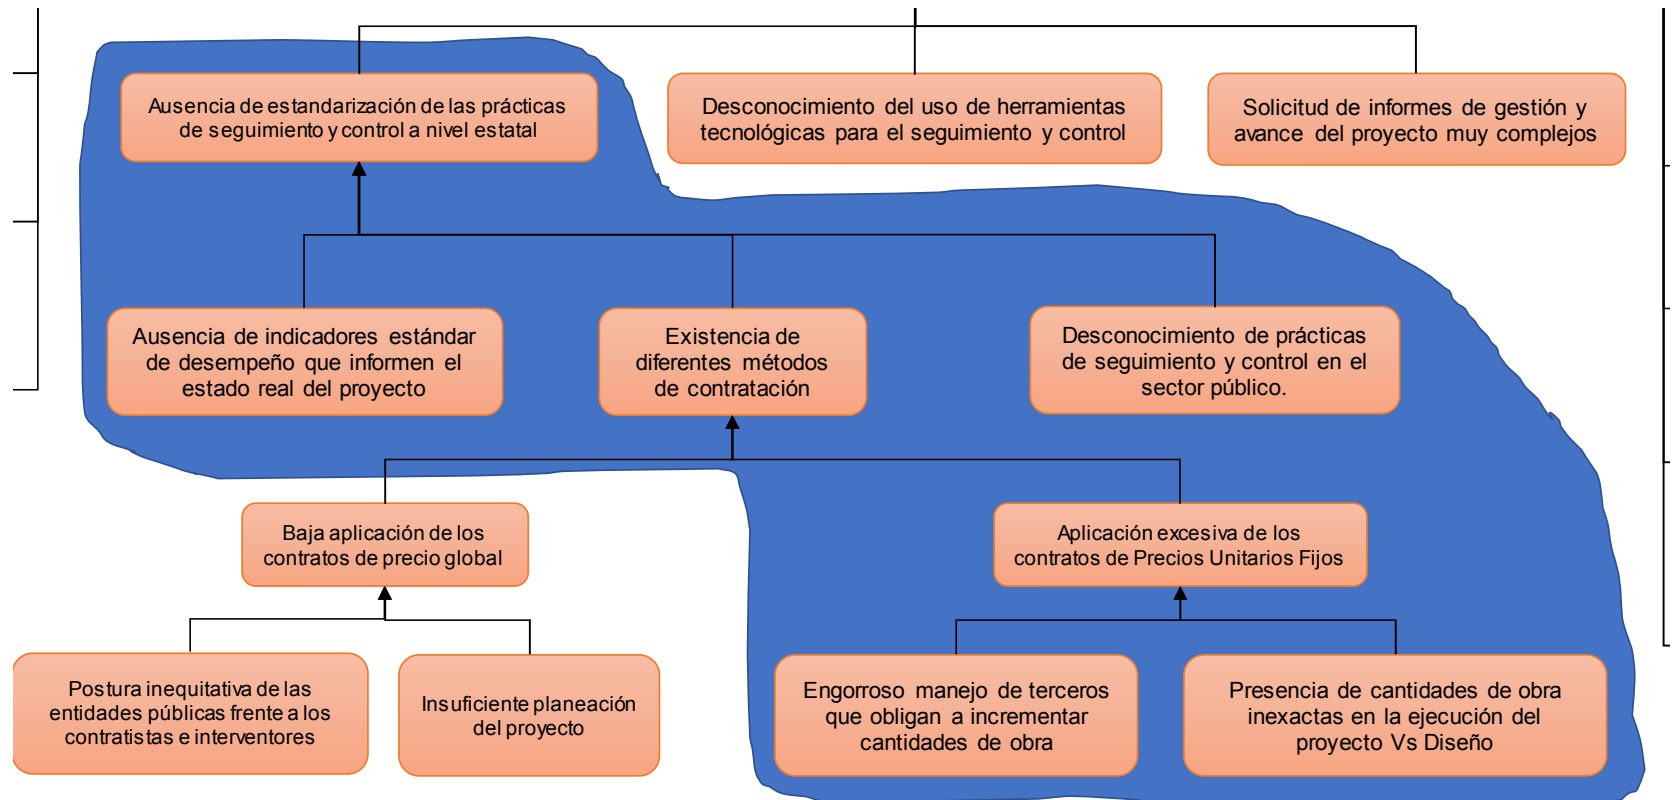 Ausencia de estandarización de las prácticas
de seguimiento y control a nivel estatal
Desconocimiento del uso de herramientas
tecnológicas para el seguimiento y control
Solicitud de informes de gestión y
avance del proyecto muy complejos
Ausencia de indicadores estándar
de desempeño que informen el
estado real del proyecto
Existencia de
diferentes métodos
de contratación
Desconocimiento de prácticas
de seguimiento y control en el
sector público.
Baja aplicación de los
contratos de precio global
Aplicación excesiva de los
contratos de Precios Unitarios Fijos
Postura inequitativa de las
entidades públicas frente a los
contratistas e interventores
Insuficiente planeación
del proyecto
Engorroso manejo de terceros
que obligan a incrementar
cantidades de obra
Presencia de cantidades de obra
inexactas en la ejecución del
proyecto Vs Diseño